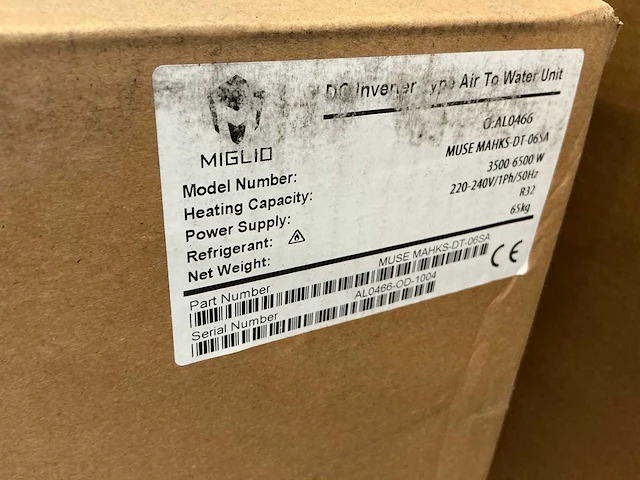 DC Inverter Type Air To Water Unit
MIGLIO
O:AL0466
Model Number: MUSE MAHKS-DT-06SA
Heating Capacity: 3500-6500 W
Power Supply: 220-240V/1Ph/50Hz
Refrigerant: R32
Net Weight: 65kg
CE
Part Number MUSE MAHKS-DT-06SA
Serial Number AL0466-OD-1004